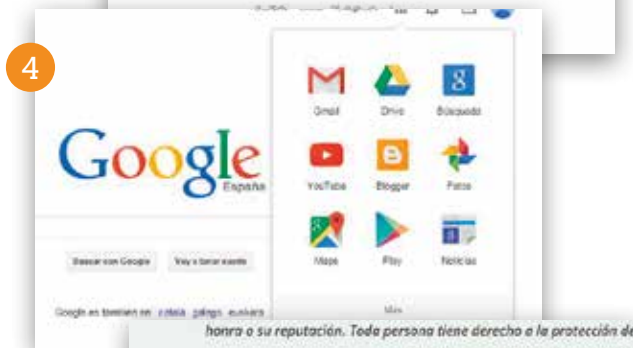 4
Google
España
Gmail
Drive
Búsqueda
YouTube
Blogger
Fotos
Maps
Play
Noticias
Buscar con Google
Voy a tener suerte
Más
Google.es también en: català galego euskara
honra o su reputación. Toda persona tiene derecho a la protección de